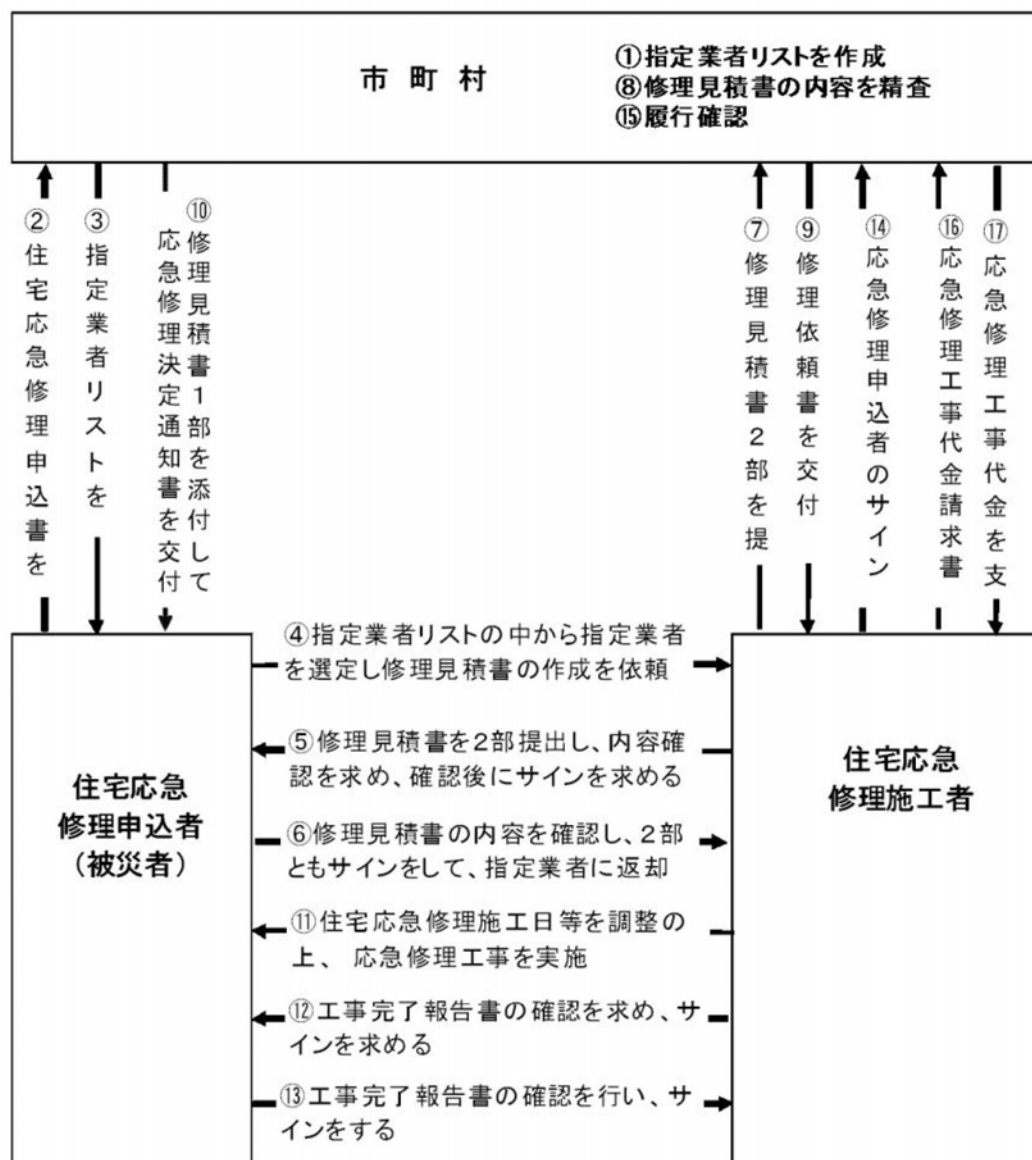 市町村
①指定業者リストを作成
⑧修理見積書の内容を精査
⑮履行確認
②住宅応急修理申込書を
③指定業者リストを
⑩修理見積書1部を添付して
応急修理決定通知書を交付
⑦修理見積書2部を提
⑨修理依頼書を交付
⑭応急修理申込者のサイン
⑯応急修理工事代金請求書
⑰応急修理工事代金を支
④指定業者リストの中から指定業者
を選定し修理見積書の作成を依頼
⑤修理見積書を2部提出し、内容確
認を求め、確認後にサインを求める
⑥修理見積書の内容を確認し、2部
ともサインをして、指定業者に返却
⑪住宅応急修理施工日等を調整の
上、 応急修理工事を実施
⑫工事完了報告書の確認を求め、サ
インを求める
⑬工事完了報告書の確認を行い、サ
インをする
住宅応急
修理申込者
(被災者)
住宅応急
修理施工者